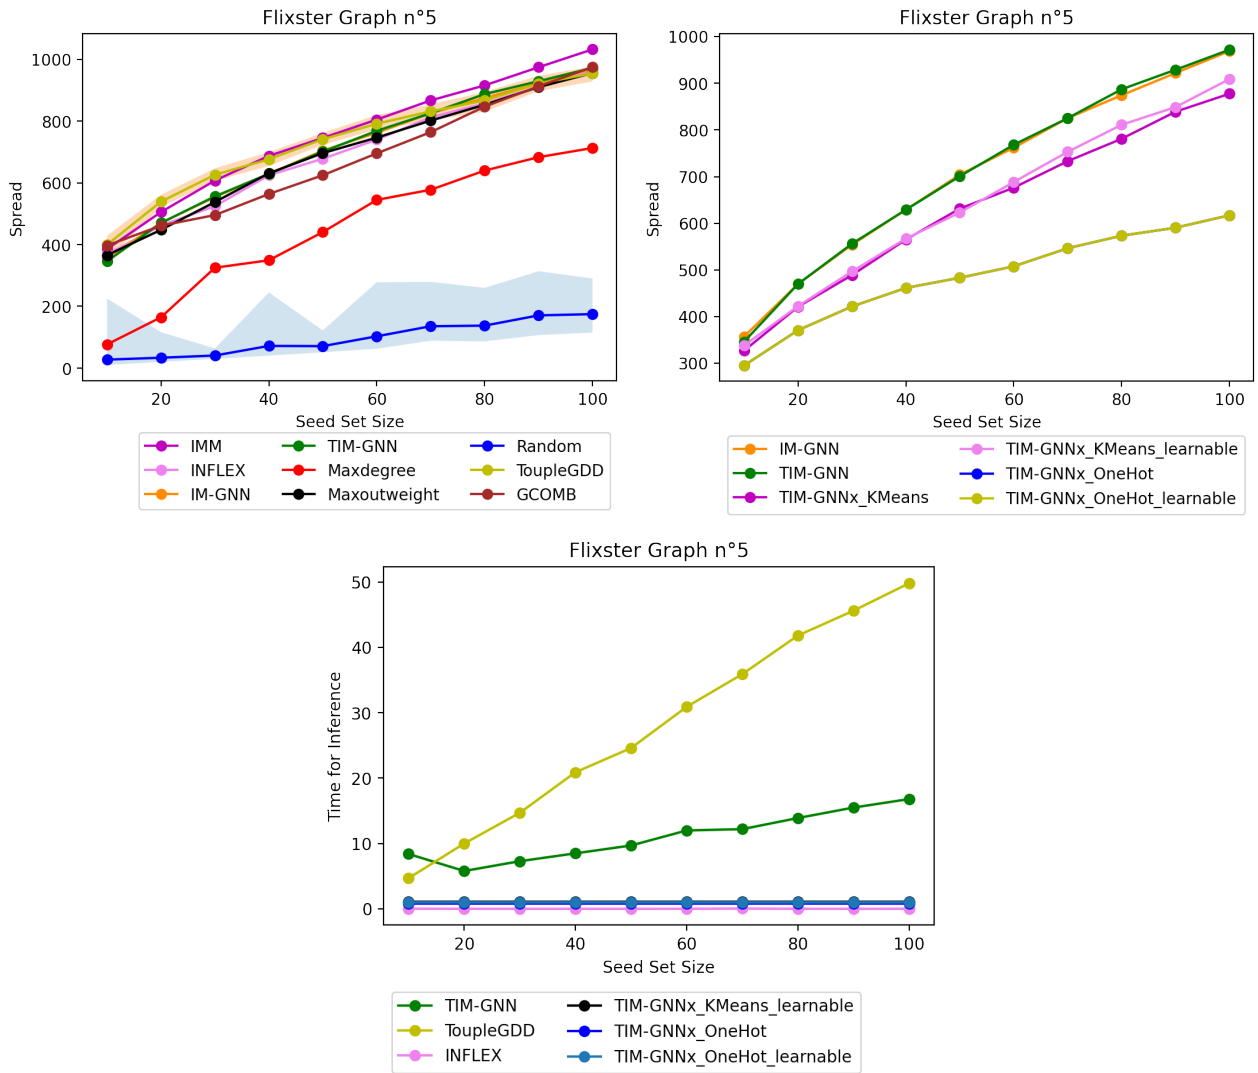 Flixster Graph n°5
Spread
1000
800
600
400
200
0
20 40 60 80 100
Seed Set Size
IMM TIM-GNN Random
INFLEX Maxdegree ToupleGDD
IM-GNN Maxoutweight GCOMB
Flixster Graph n°5
Spread
1000
900
800
700
600
500
400
300
20 40 60 80 100
Seed Set Size
IM-GNN TIM-GNNx_KMeans_learnable
TIM-GNN TIM-GNNx_OneHot
TIM-GNNx_KMeans TIM-GNNx_OneHot_learnable
Flixster Graph n°5
Time for Inference
50
40
30
20
10
0
20 40 60 80 100
Seed Set Size
TIM-GNN TIM-GNNx_KMeans_learnable
ToupleGDD TIM-GNNx_OneHot
INFLEX TIM-GNNx_OneHot_learnable